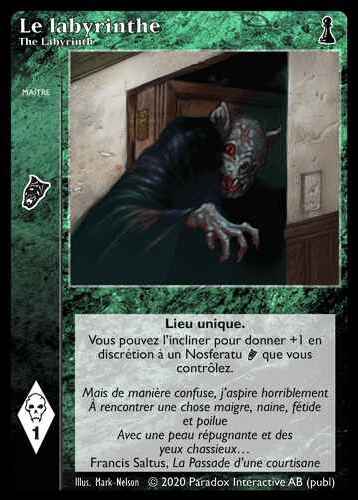 Le labyrinthe
The Labyrinth
MAÎTRE
Lieu unique.
Vous pouvez l'incliner pour donner +1 en
discrétion à un Nosferatu que vous
contrôlez.
Mais de manière confuse, j'aspire horriblement
À rencontrer une chose maigre, naine, fétide
et poilue
Avec une peau répugnante et des
yeux chassieux…
Francis Saltus, La Passade d'une courtisane
1
Illus. Mark Nelson © 2020 Paradox Interactive AB (publ)